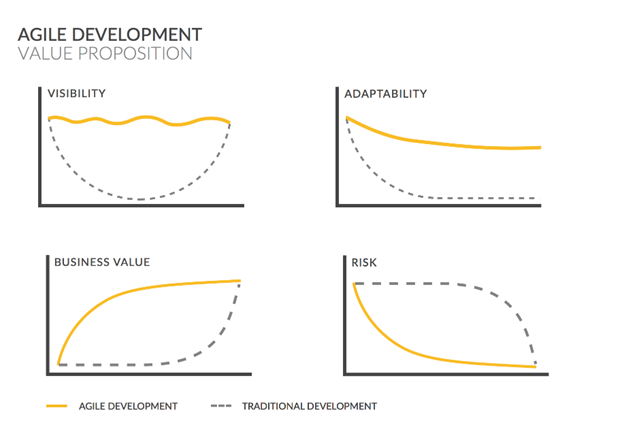 AGILE DEVELOPMENT
VALUE PROPOSITION
VISIBILITY
ADAPTABILITY
BUSINESS VALUE
RISK
AGILE DEVELOPMENT
TRADITIONAL DEVELOPMENT